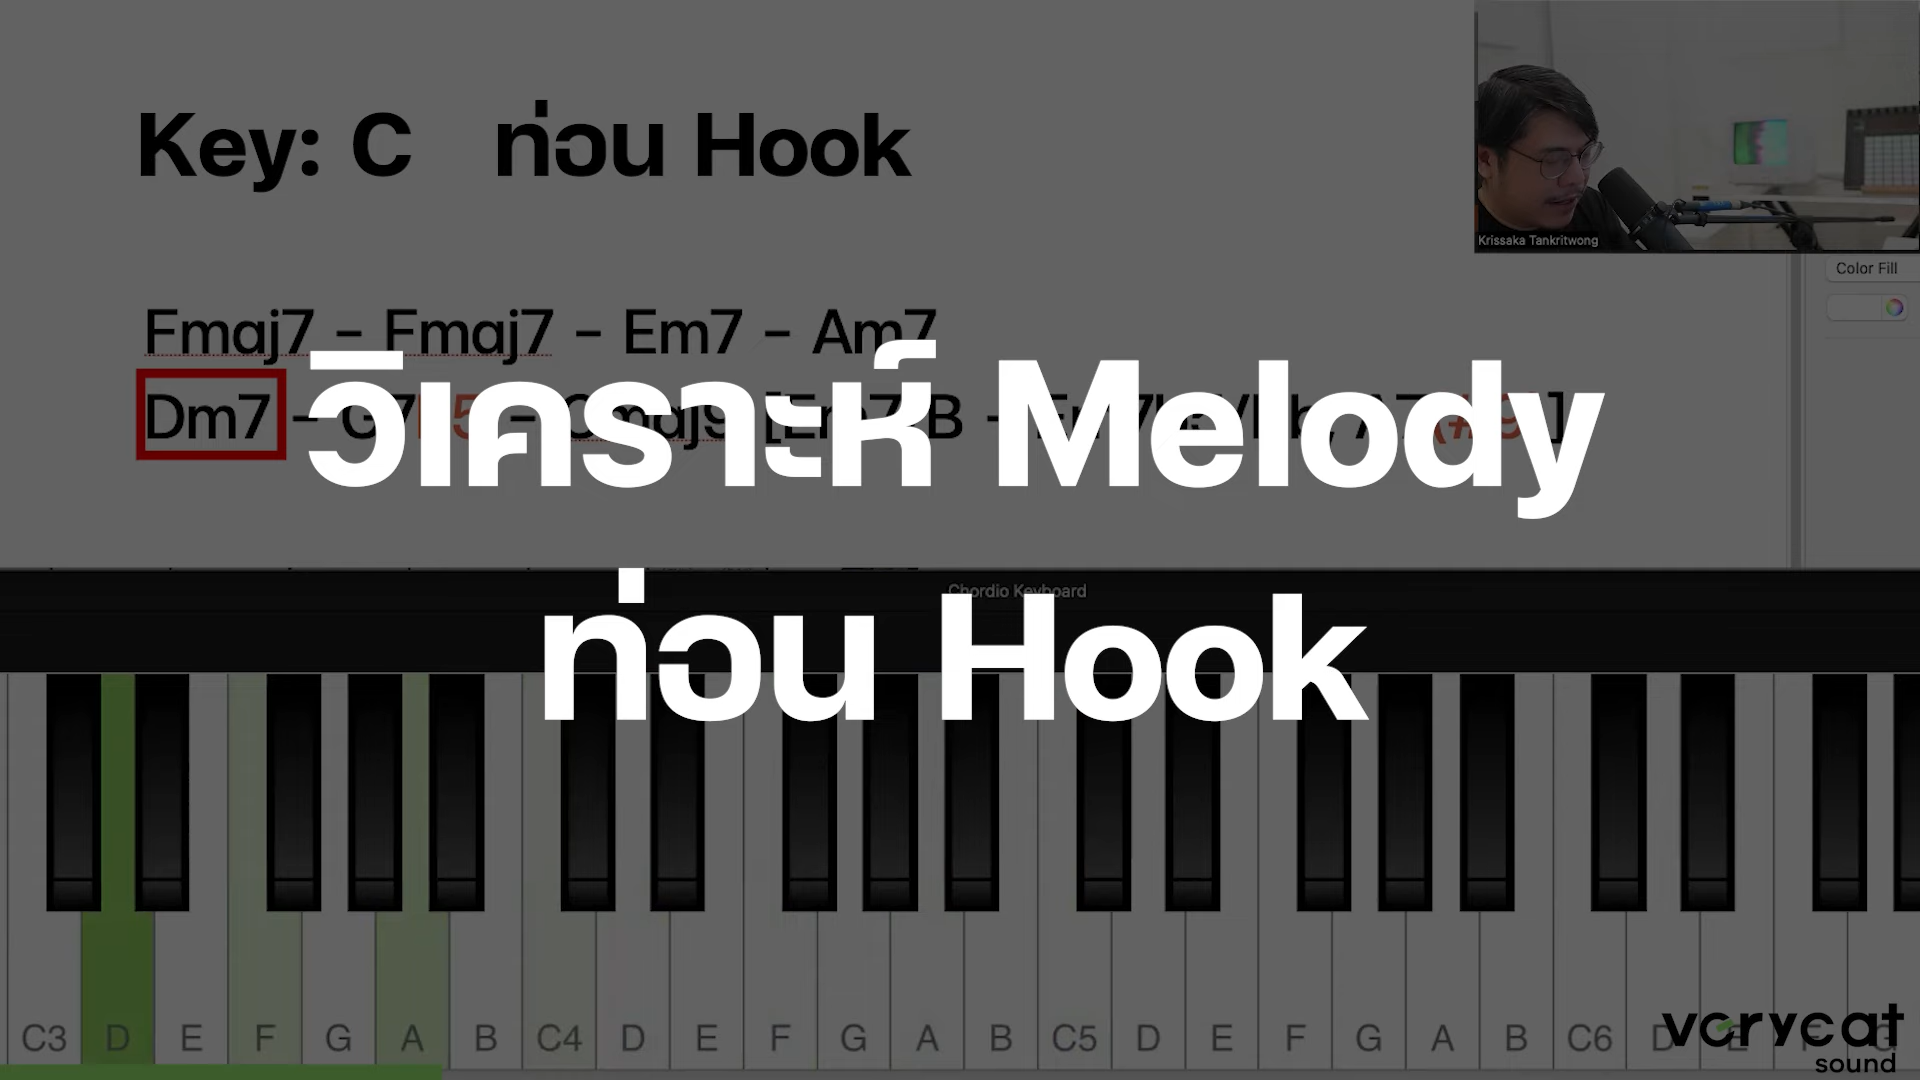 Key: C ท่อน Hook
Krissaka Tankritwong
Color Fill
Fmaj7 – Fmaj7 – Em7 – Am7
Dm7 –
วิเคราะห์ Melody
Chordio Keyboard
ท่อน Hook
C3 D E F G A B C4 D E F G A B C5 D E F G A B C6 D E F G
vcrycat
sound